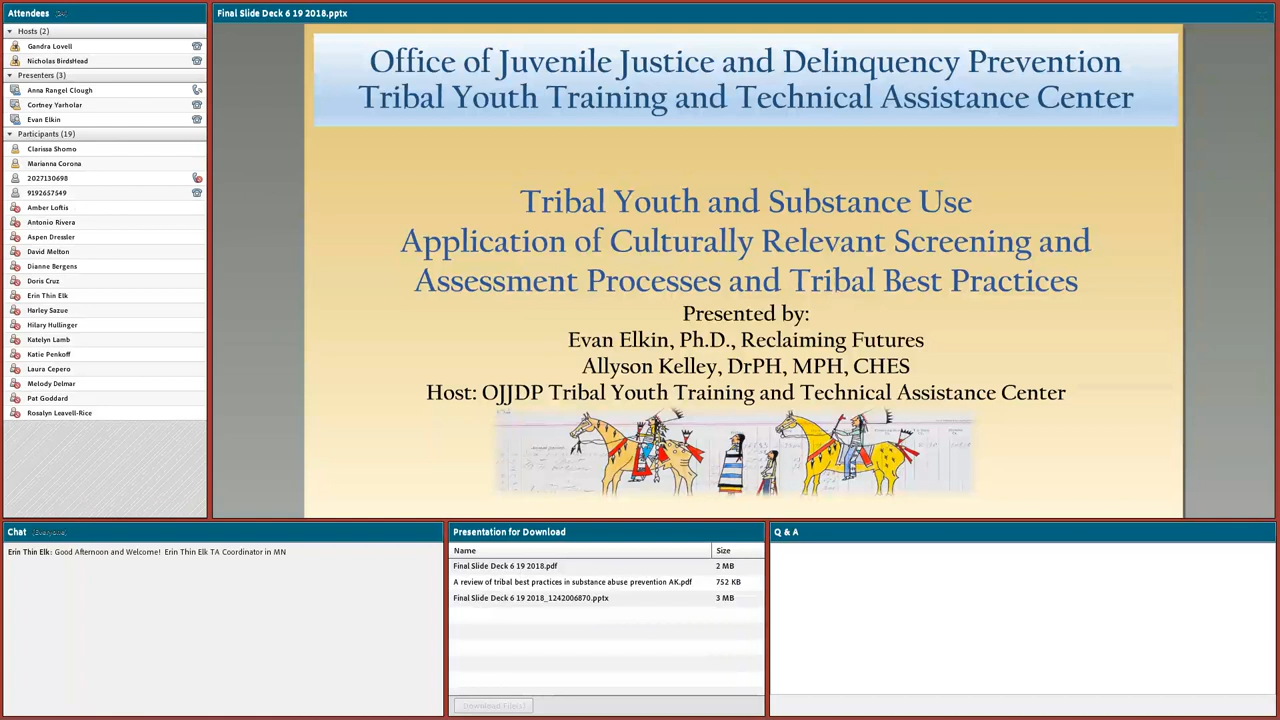 Attendees (24)
Hosts (2)
Gandra Lovell
Nicholas BirdsHead
Presenters (3)
Anna Rangel Clough
Cortney Yarholar
Evan Elkin
Participants (19)
Clarissa Shomo
Marianna Corona
2027130698
9192657549
Amber Loftis
Antonio Rivera
Aspen Dressler
David Melton
Dianne Bergens
Doris Cruz
Erin Thin Elk
Harley Sazue
Hilary Hullinger
Katelyn Lamb
Katie Penkoff
Laura Cepero
Melody Delmar
Pat Goddard
Rosalyn Leavell-Rice
Final Slide Deck 6 19 2018.pptx
Office of Juvenile Justice and Delinquency Prevention
Tribal Youth Training and Technical Assistance Center
Tribal Youth and Substance Use
Application of Culturally Relevant Screening and
Assessment Processes and Tribal Best Practices
Presented by:
Evan Elkin, Ph.D., Reclaiming Futures
Allyson Kelley, DrPH, MPH, CHES
Host: OJJDP Tribal Youth Training and Technical Assistance Center
Chat (Everyone)
Erin Thin Elk: Good Afternoon and Welcome! Erin Thin Elk TA Coordinator in MN
Presentation for Download
Name Size
Final Slide Deck 6 19 2018.pdf 2 MB
A review of tribal best practices in substance abuse prevention AK.pdf 752 KB
Final Slide Deck 6 19 2018_1242006870.pptx 3 MB
Download File(s)
Q & A